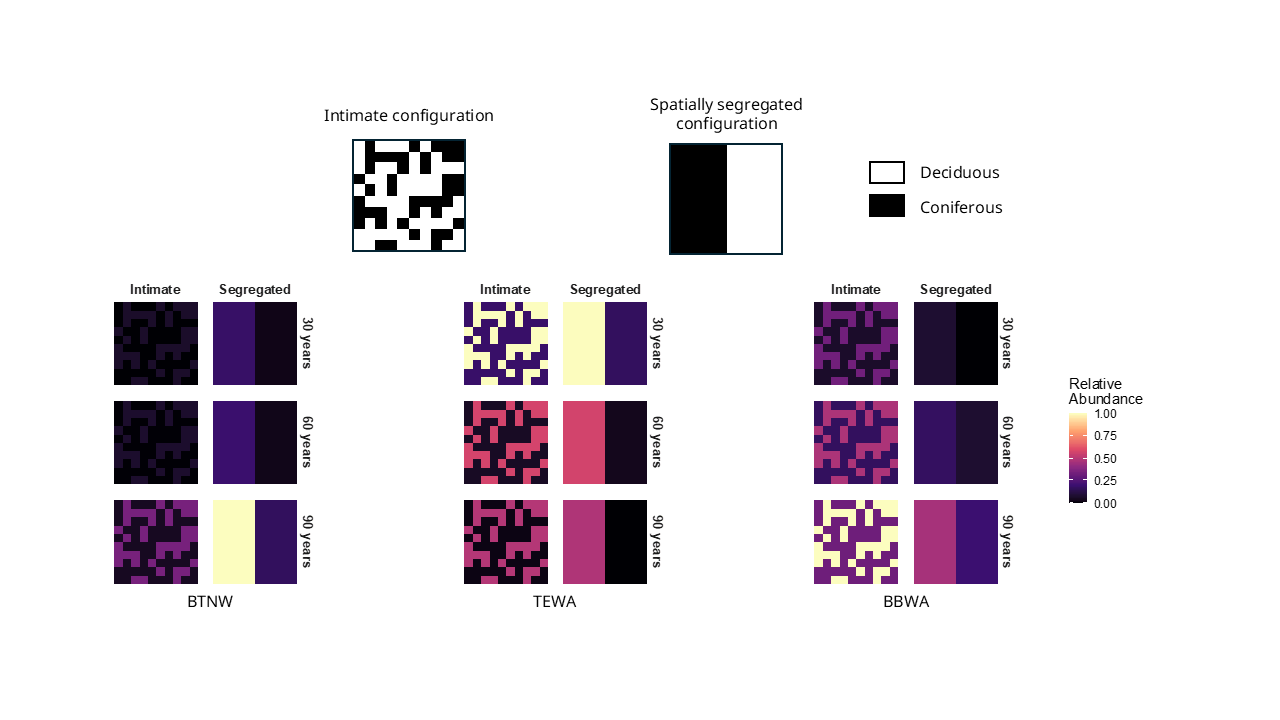 Intimate configuration
Spatially segregated
configuration
Deciduous
Coniferous
Intimate Segregated
30 years
60 years
90 years
BTNW
Intimate Segregated
30 years
60 years
90 years
TEWA
Intimate Segregated
30 years
60 years
90 years
BBWA
Relative
Abundance
1.00
0.75
0.50
0.25
0.00